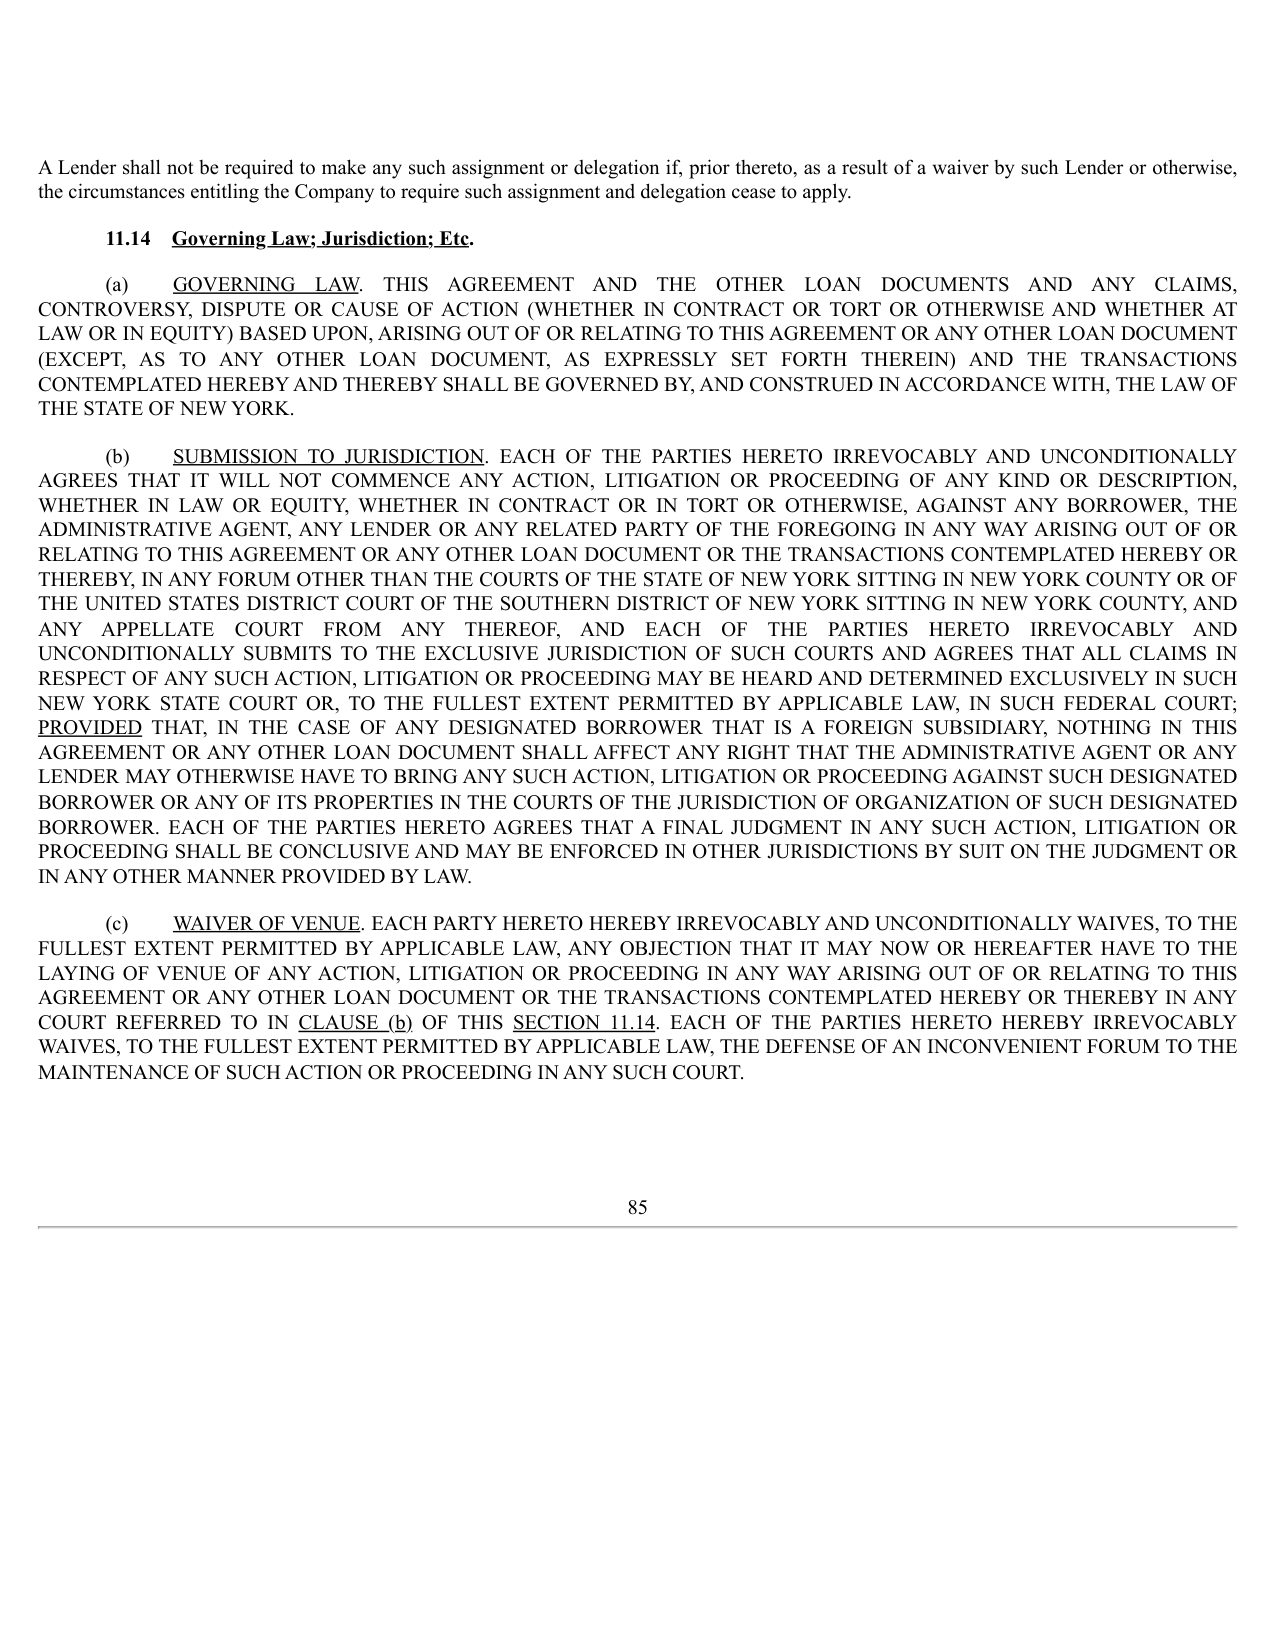 A Lender shall not be required to make any such assignment or delegation if, prior thereto, as a result of a waiver by such Lender or otherwise,
the circumstances entitling the Company to require such assignment and delegation cease to apply.
11.14 Governing Law; Jurisdiction; Etc.
(a) GOVERNING LAW. THIS AGREEMENT AND THE OTHER LOAN DOCUMENTS AND ANY CLAIMS,
CONTROVERSY, DISPUTE OR CAUSE OF ACTION (WHETHER IN CONTRACT OR TORT OR OTHERWISE AND WHETHER AT
LAW OR IN EQUITY) BASED UPON, ARISING OUT OF OR RELATING TO THIS AGREEMENT OR ANY OTHER LOAN DOCUMENT
(EXCEPT, AS TO ANY OTHER LOAN DOCUMENT, AS EXPRESSLY SET FORTH THEREIN) AND THE TRANSACTIONS
CONTEMPLATED HEREBY AND THEREBY SHALL BE GOVERNED BY, AND CONSTRUED IN ACCORDANCE WITH, THE LAW OF
THE STATE OF NEW YORK.
(b) SUBMISSION TO JURISDICTION. EACH OF THE PARTIES HERETO IRREVOCABLY AND UNCONDITIONALLY
AGREES THAT IT WILL NOT COMMENCE ANY ACTION, LITIGATION OR PROCEEDING OF ANY KIND OR DESCRIPTION,
WHETHER IN LAW OR EQUITY, WHETHER IN CONTRACT OR IN TORT OR OTHERWISE, AGAINST ANY BORROWER, THE
ADMINISTRATIVE AGENT, ANY LENDER OR ANY RELATED PARTY OF THE FOREGOING IN ANY WAY ARISING OUT OF OR
RELATING TO THIS AGREEMENT OR ANY OTHER LOAN DOCUMENT OR THE TRANSACTIONS CONTEMPLATED HEREBY OR
THEREBY, IN ANY FORUM OTHER THAN THE COURTS OF THE STATE OF NEW YORK SITTING IN NEW YORK COUNTY OR OF
THE UNITED STATES DISTRICT COURT OF THE SOUTHERN DISTRICT OF NEW YORK SITTING IN NEW YORK COUNTY, AND
ANY APPELLATE COURT FROM ANY THEREOF, AND EACH OF THE PARTIES HERETO IRREVOCABLY AND
UNCONDITIONALLY SUBMITS TO THE EXCLUSIVE JURISDICTION OF SUCH COURTS AND AGREES THAT ALL CLAIMS IN
RESPECT OF ANY SUCH ACTION, LITIGATION OR PROCEEDING MAY BE HEARD AND DETERMINED EXCLUSIVELY IN SUCH
NEW YORK STATE COURT OR, TO THE FULLEST EXTENT PERMITTED BY APPLICABLE LAW, IN SUCH FEDERAL COURT;
PROVIDED THAT, IN THE CASE OF ANY DESIGNATED BORROWER THAT IS A FOREIGN SUBSIDIARY, NOTHING IN THIS
AGREEMENT OR ANY OTHER LOAN DOCUMENT SHALL AFFECT ANY RIGHT THAT THE ADMINISTRATIVE AGENT OR ANY
LENDER MAY OTHERWISE HAVE TO BRING ANY SUCH ACTION, LITIGATION OR PROCEEDING AGAINST SUCH DESIGNATED
BORROWER OR ANY OF ITS PROPERTIES IN THE COURTS OF THE JURISDICTION OF ORGANIZATION OF SUCH DESIGNATED
BORROWER. EACH OF THE PARTIES HERETO AGREES THAT A FINAL JUDGMENT IN ANY SUCH ACTION, LITIGATION OR
PROCEEDING SHALL BE CONCLUSIVE AND MAY BE ENFORCED IN OTHER JURISDICTIONS BY SUIT ON THE JUDGMENT OR
IN ANY OTHER MANNER PROVIDED BY LAW.
(c) WAIVER OF VENUE. EACH PARTY HERETO HEREBY IRREVOCABLY AND UNCONDITIONALLY WAIVES, TO THE
FULLEST EXTENT PERMITTED BY APPLICABLE LAW, ANY OBJECTION THAT IT MAY NOW OR HEREAFTER HAVE TO THE
LAYING OF VENUE OF ANY ACTION, LITIGATION OR PROCEEDING IN ANY WAY ARISING OUT OF OR RELATING TO THIS
AGREEMENT OR ANY OTHER LOAN DOCUMENT OR THE TRANSACTIONS CONTEMPLATED HEREBY OR THEREBY IN ANY
COURT REFERRED TO IN CLAUSE (b) OF THIS SECTION 11.14. EACH OF THE PARTIES HERETO HEREBY IRREVOCABLY
WAIVES, TO THE FULLEST EXTENT PERMITTED BY APPLICABLE LAW, THE DEFENSE OF AN INCONVENIENT FORUM TO THE
MAINTENANCE OF SUCH ACTION OR PROCEEDING IN ANY SUCH COURT.
85